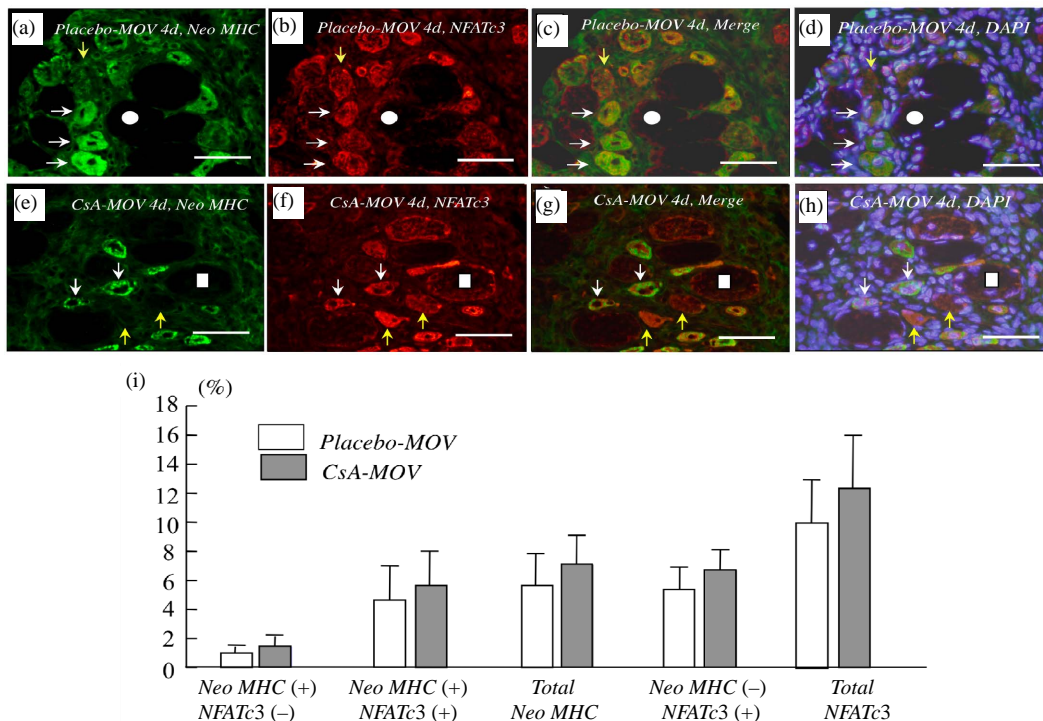 (a) Placebo-MOV 4d, Neo MHC
(b) Placebo-MOV 4d, NFATc3
(c) Placebo-MOV 4d, Merge
(d) Placebo-MOV 4d, DAPI
(e) CsA-MOV 4d, Neo MHC
(f) CsA-MOV 4d, NFATc3
(g) CsA-MOV 4d, Merge
(h) CsA-MOV 4d, DAPI
(i) (%)
18
16
14
12
10
8
6
4
2
0
Placebo-MOV
CsA-MOV
Neo MHC (+)
NFATc3 (–)
Neo MHC (+)
NFATc3 (+)
Total
Neo MHC
Neo MHC (–)
NFATc3 (+)
Total
NFATc3